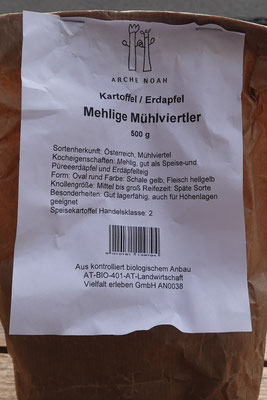 ARCHE NOAH
Kartoffel / Erdapfel
Mehlige Mühlviertler
500 g
Sortenherkunft: Österreich, Mühlviertel
Kocheigenschaften: Mehlig, gut als Speise-und
Püreeerdäpfel und Erdäpfelteig
Form: Oval rund Farbe: Schale gelb, Fleisch hellgelb
Knollengröße: Mittel bis groß Reifezeit: Späte Sorte
Besonderheiten: Gut lagerfähig, auch für Höhenlagen
geeignet
Speisekartoffel Handelsklasse: 2
Aus kontrolliert biologischem Anbau
AT-BIO-401-AT-Landwirtschaft
Vielfalt erleben GmbH AN0036